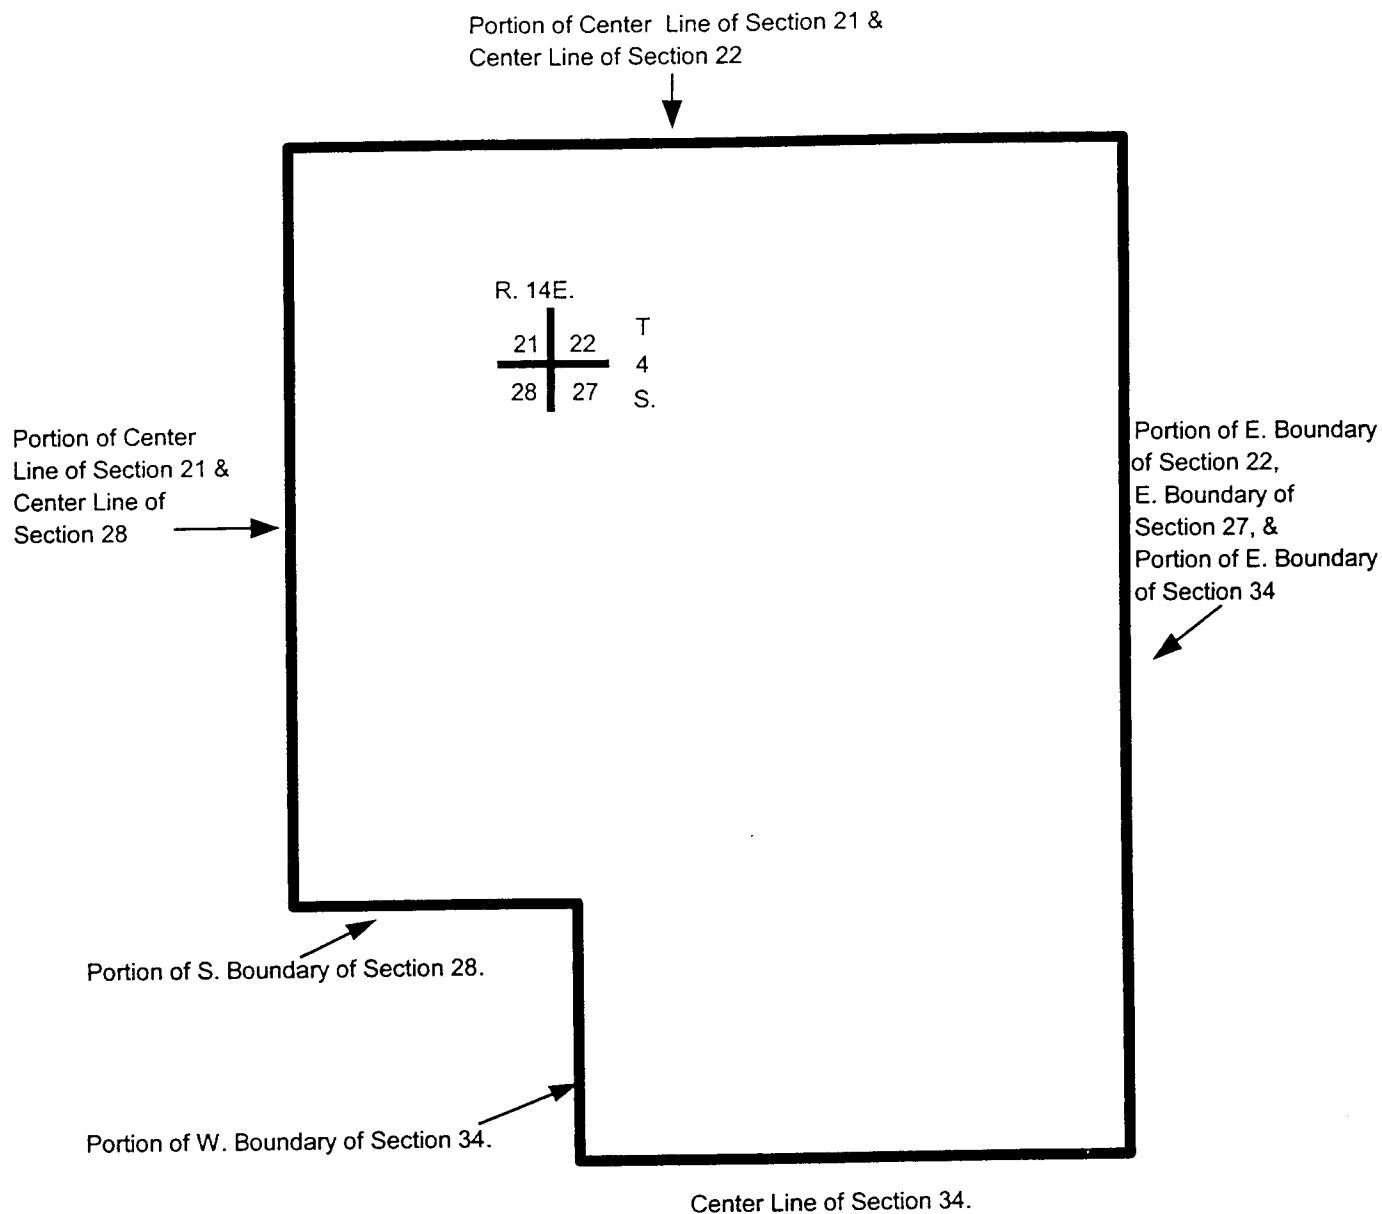 Portion of Center Line of Section 21 &
Center Line of Section 22
R. 14E.
21 22
28 27
T
4
S.
Portion of Center
Line of Section 21 &
Center Line of
Section 28
Portion of E. Boundary
of Section 22,
E. Boundary of
Section 27, &
Portion of E. Boundary
of Section 34
Portion of S. Boundary of Section 28.
Portion of W. Boundary of Section 34.
Center Line of Section 34.